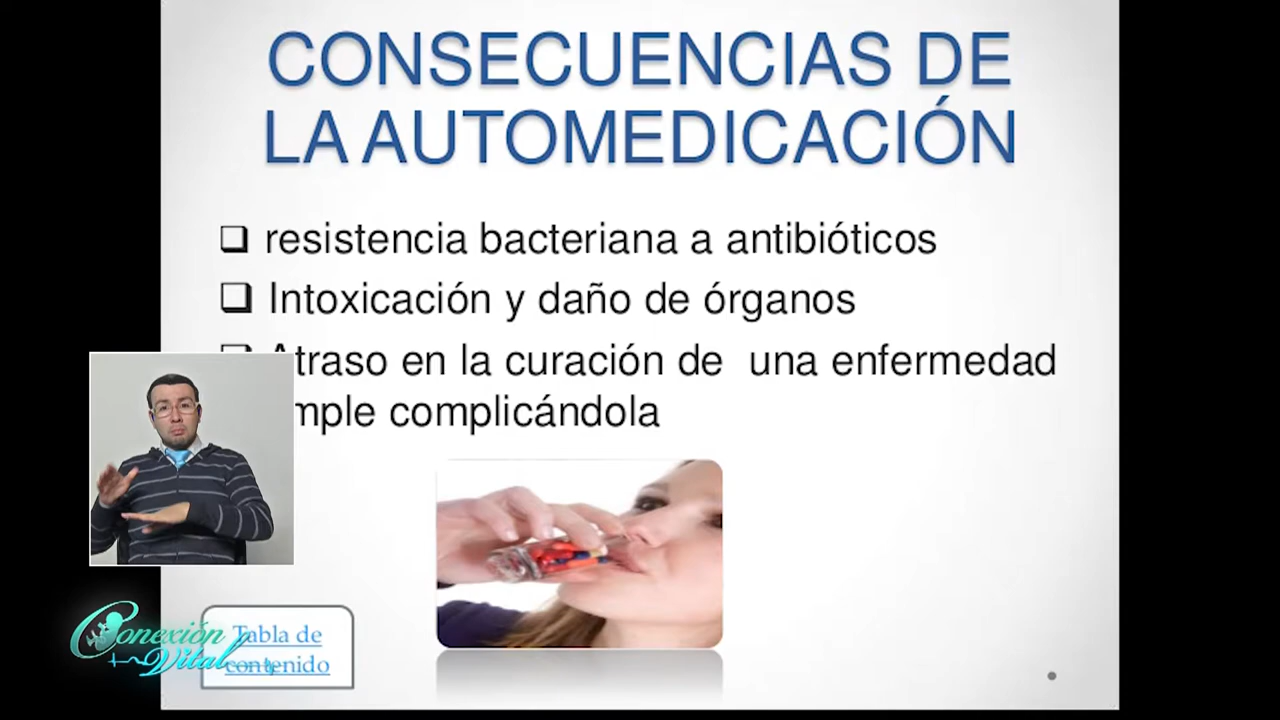 CONSECUENCIAS DE
LA AUTOMEDICACIÓN
resistencia bacteriana a antibióticos
Intoxicación y daño de órganos
Atraso en la curación de una enfermedad
mple complicándola
Tabla de
contenido
Conexión
Vital